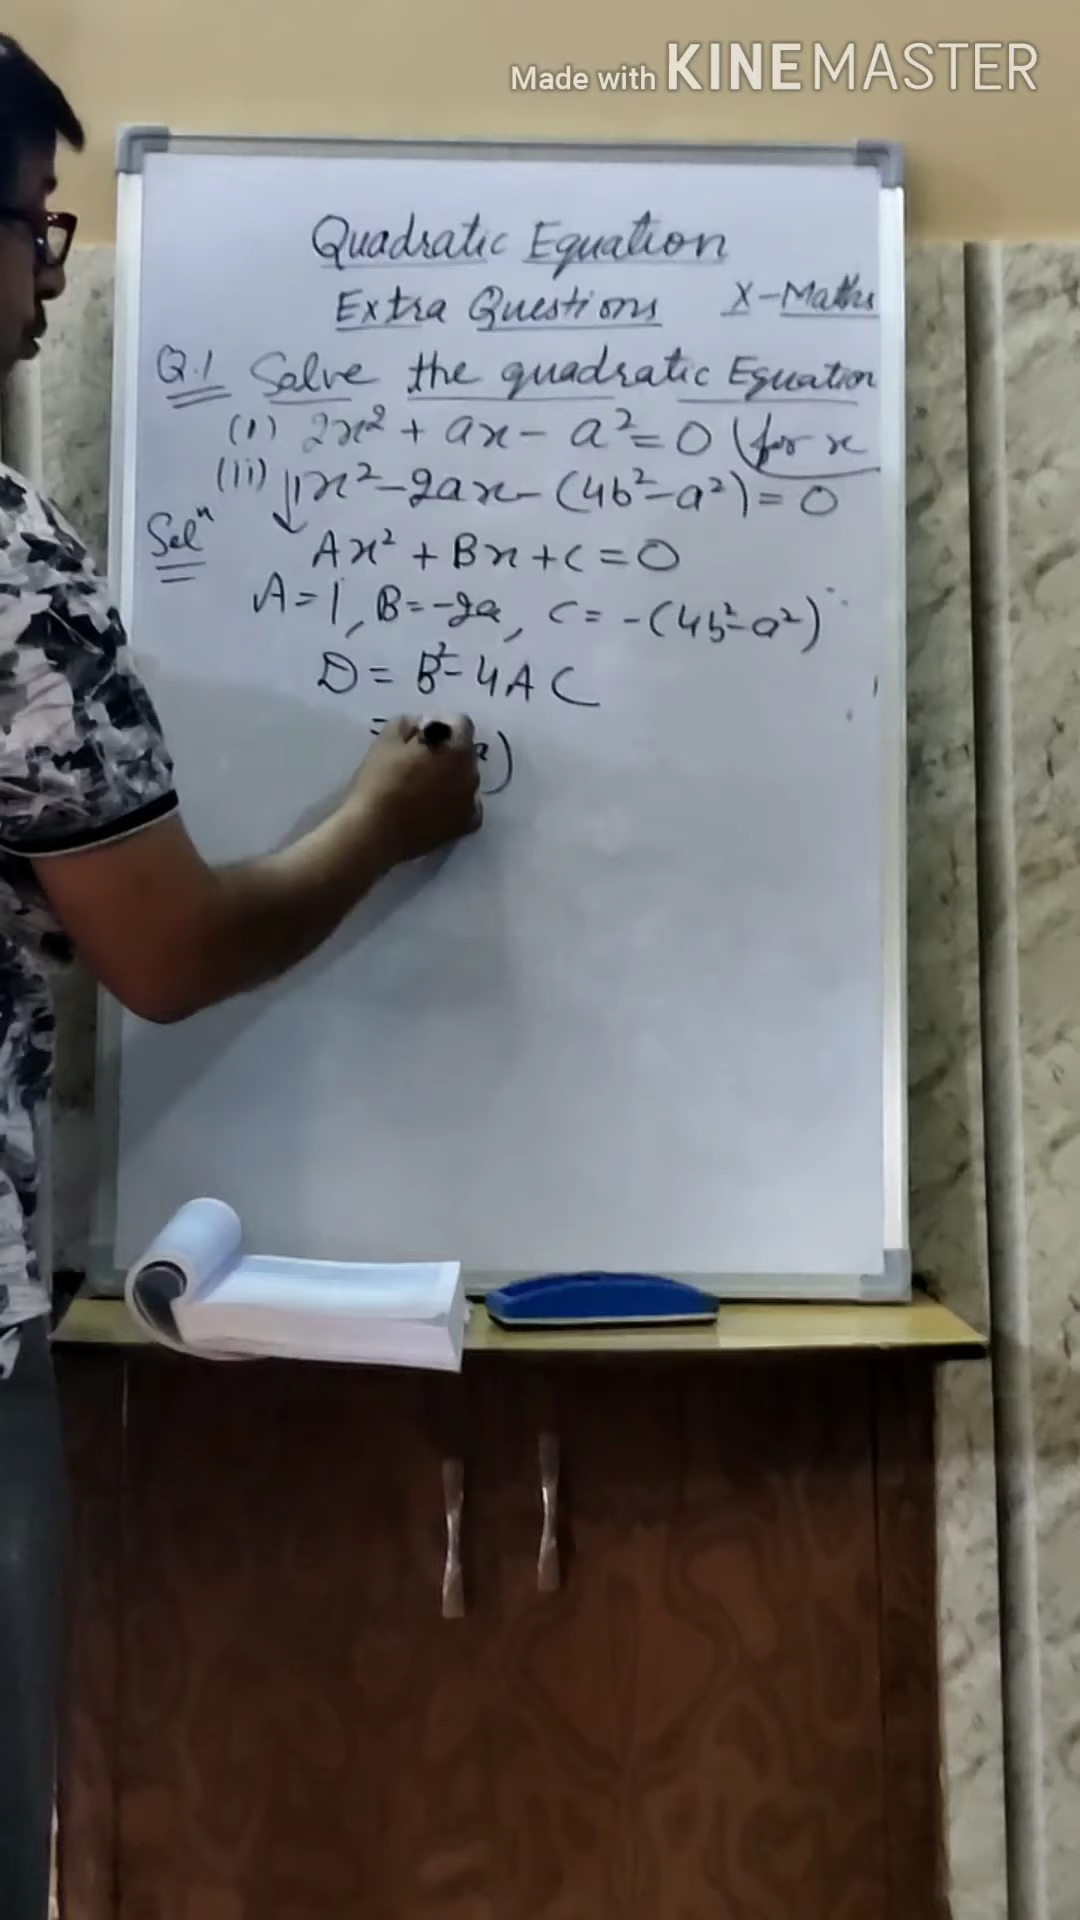 Made with KINEMASTER
Quadratic Equation
Extra Questions X-Maths
Q.1 Solve the quadratic Equation
(i) 2x² + ax - a² = 0 (for x
(ii) 1x² - 2ax - (4b² - a²) = 0
Solⁿ
Ax² + Bx + C = 0
A = 1, B = -2a, C = -(4b² - a²)
D = B² - 4AC
= a)